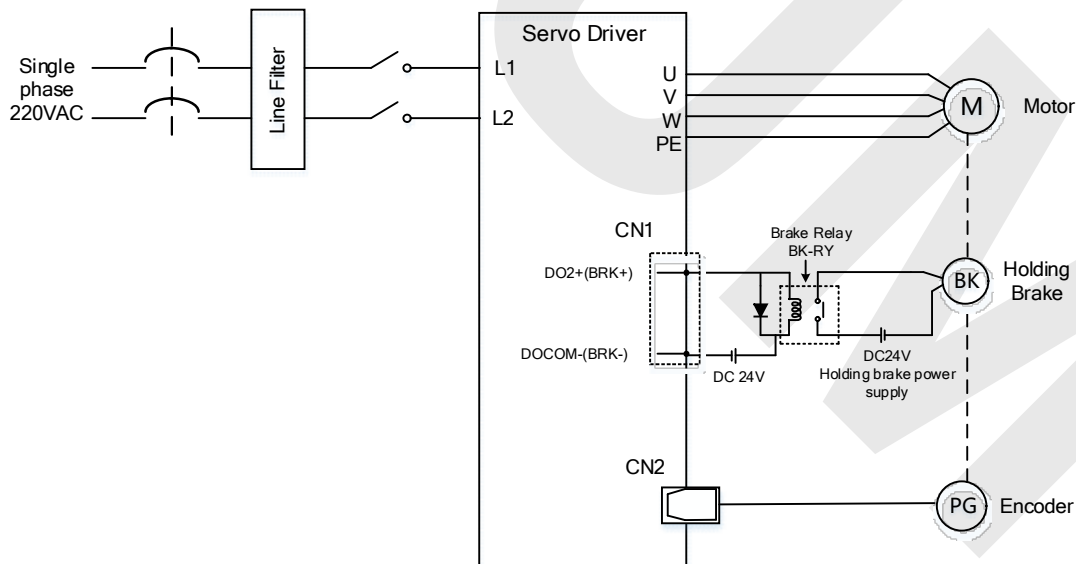 Servo Driver
Single
phase
220VAC
Line Filter
L1
L2
U
V
W
PE
M
Motor
CN1
Brake Relay
BK-RY
DO2+(BRK+)
BK
Holding
Brake
DOCOM-(BRK-)
DC 24V
DC24V
Holding brake power
supply
CN2
PG
Encoder